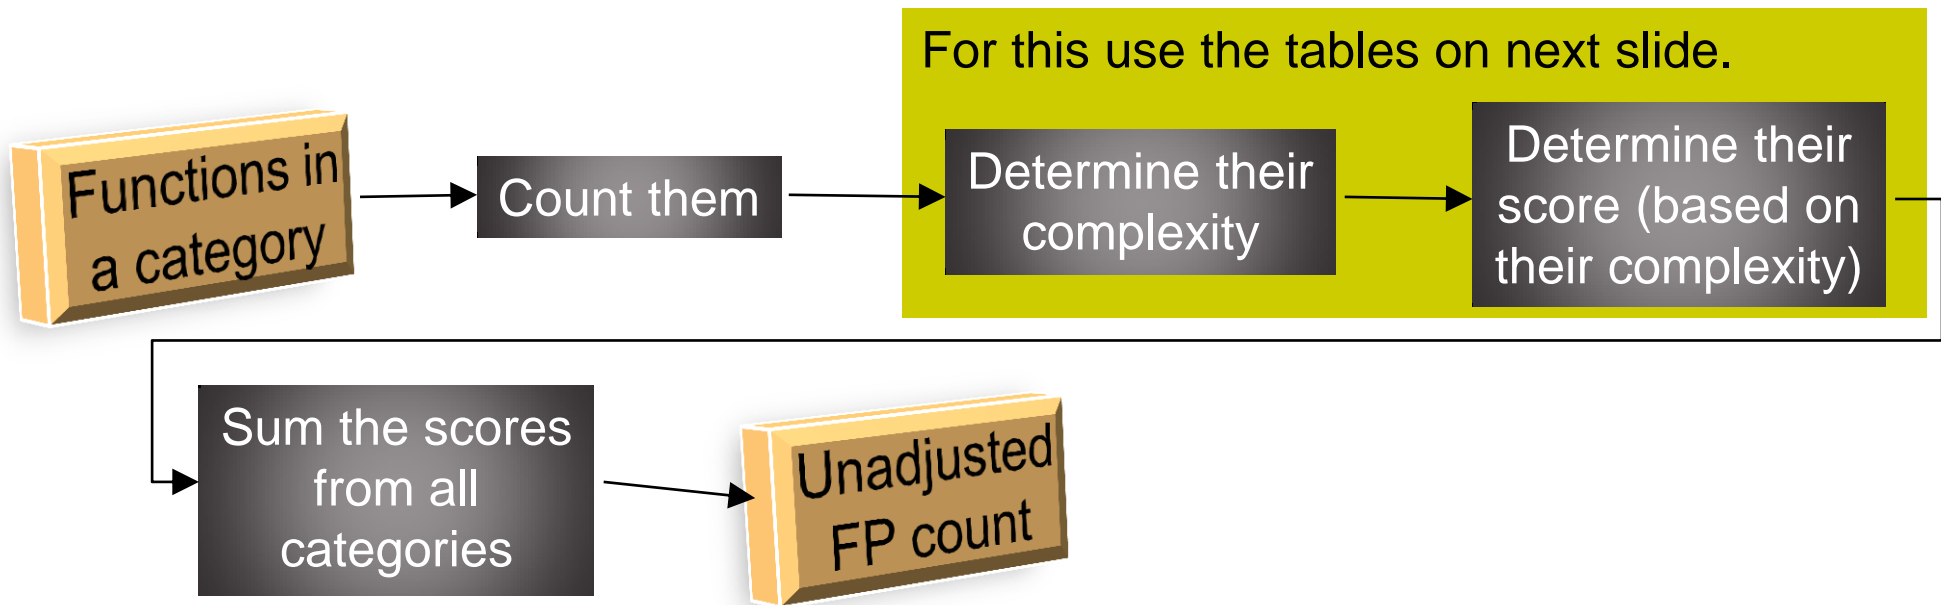 For this use the tables on next slide.
Functions in
a category
Count them
Determine their
complexity
Determine their
score (based on
their complexity)
Sum the scores
from all
categories
Unadjusted
FP count